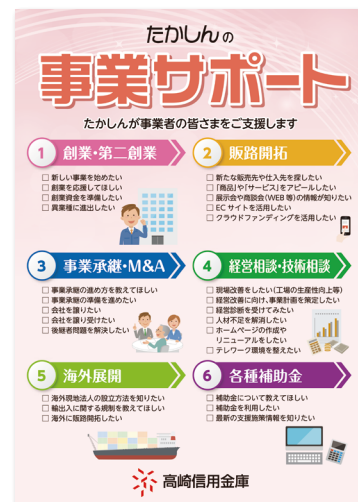 たかしんの
事業サポート
たかしんが事業者の皆さまをご支援します
1 創業・第二創業
□ 新しい事業を始めたい
□ 創業を応援してほしい
□ 創業資金を準備したい
□ 異業種に進出したい
2 販路開拓
□ 新たな販売先や仕入先を探したい
□ 「商品」や「サービス」をアピールしたい
□ 展示会や商談会(WEB等)の情報が知りたい
□ ECサイトを活用したい
□ クラウドファンディングを活用したい
3 事業承継・M&A
□ 事業承継の進め方を教えてほしい
□ 事業承継の準備を進めたい
□ 会社を譲りたい
□ 会社を譲り受けたい
□ 後継者問題を解決したい
4 経営相談・技術相談
□ 現場改善をしたい(工場の生産性向上等)
□ 経営改善に向け、事業計画を策定したい
□ 経営診断を受けてみたい
□ 人材不足を解消したい
□ ホームページの作成や
リニューアルをしたい
□ テレワーク環境を整えたい
5 海外展開
□ 海外現地法人の設立方法を知りたい
□ 輸出入に関する規制を教えてほしい
□ 海外に販路開拓したい
6 各種補助金
□ 補助金について教えてほしい
□ 補助金を利用したい
□ 最新の支援施策情報を知りたい
高崎信用金庫